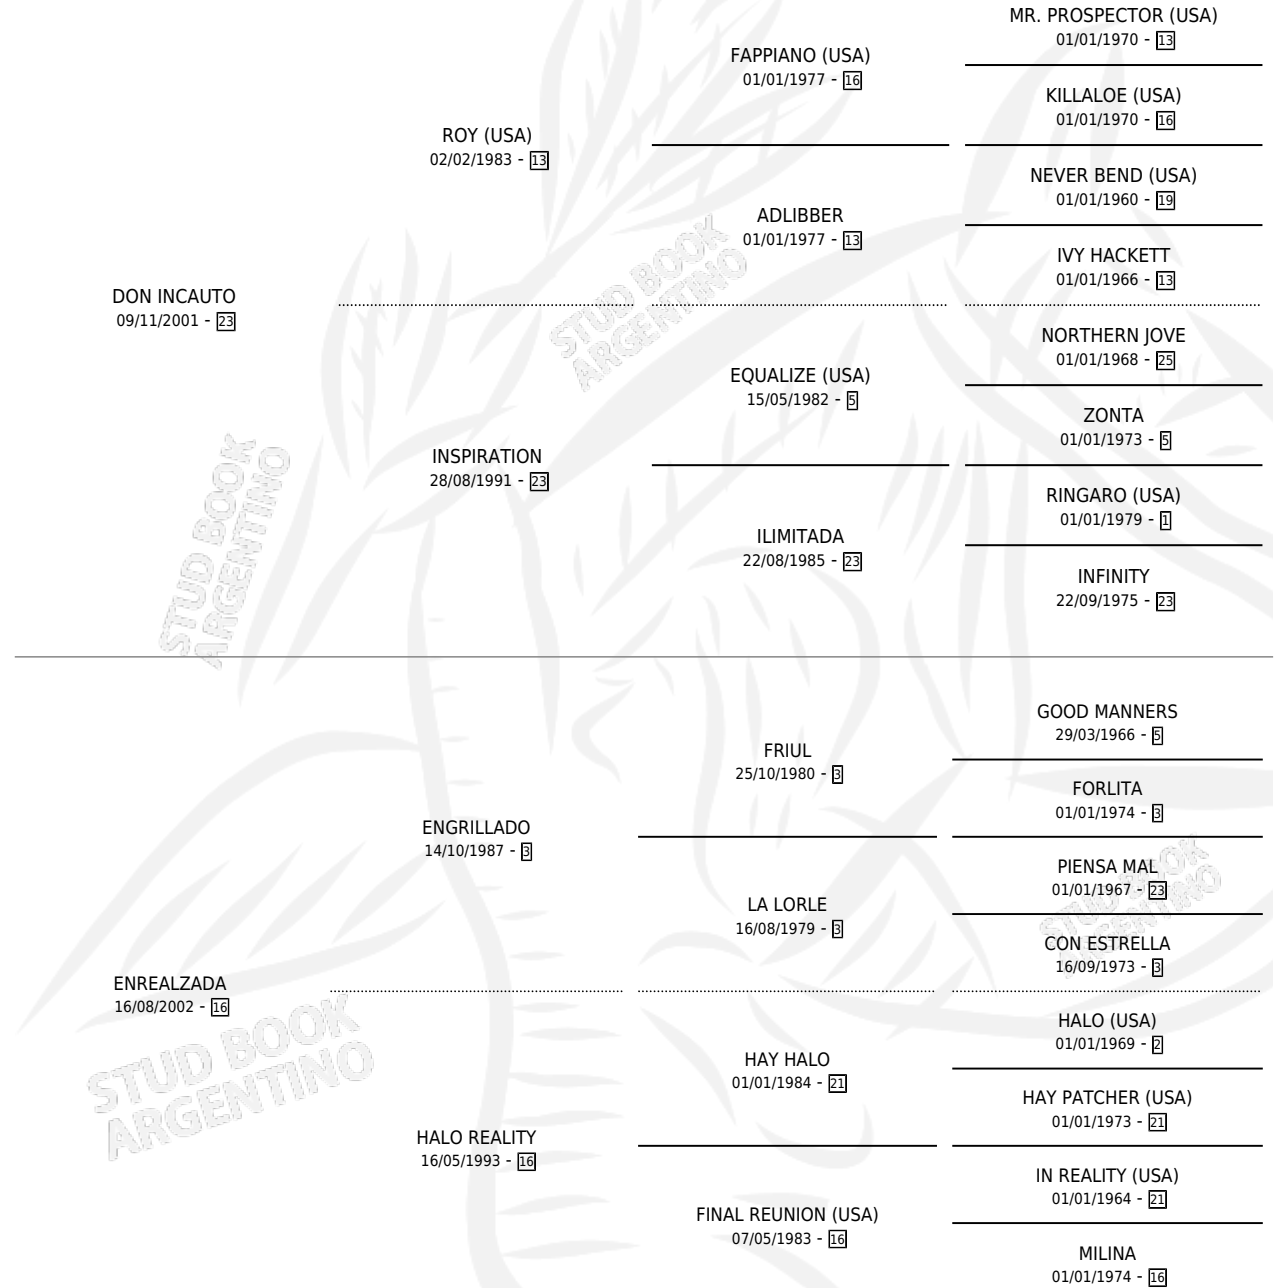 MR. PROSPECTOR (USA)
01/01/1970 - 13
FAPPIANO (USA)
01/01/1977 - 16
KILLALOE (USA)
01/01/1970 - 16
ROY (USA)
02/02/1983 - 13
NEVER BEND (USA)
01/01/1960 - 19
ADLIBBER
01/01/1977 - 13
IVY HACKETT
01/01/1966 - 13
DON INCAUTO
09/11/2001 - 23
NORTHERN JOVE
01/01/1968 - 25
EQUALIZE (USA)
15/05/1982 - 5
ZONTA
01/01/1973 - 5
INSPIRATION
28/08/1991 - 23
RINGARO (USA)
01/01/1979 - 1
ILIMITADA
22/08/1985 - 23
INFINITY
22/09/1975 - 23
STUD BOOK
ARGENTINO
STUD BOOK
ARGENTINO
GOOD MANNERS
29/03/1966 - 5
FRIUL
25/10/1980 - 3
FORLITA
01/01/1974 - 3
ENGRILLADO
14/10/1987 - 3
PIENSA MAL
01/01/1967 - 23
LA LORLE
16/08/1979 - 3
CON ESTRELLA
16/09/1973 - 3
STUD BOOK
ARGENTINO
ENREALZADA
16/08/2002 - 16
HALO (USA)
01/01/1969 - 2
HAY HALO
01/01/1984 - 21
HAY PATCHER (USA)
01/01/1973 - 21
STUD BOOK
ARGENTINO
HALO REALITY
16/05/1993 - 16
IN REALITY (USA)
01/01/1964 - 21
FINAL REUNION (USA)
07/05/1983 - 16
MILINA
01/01/1974 - 16